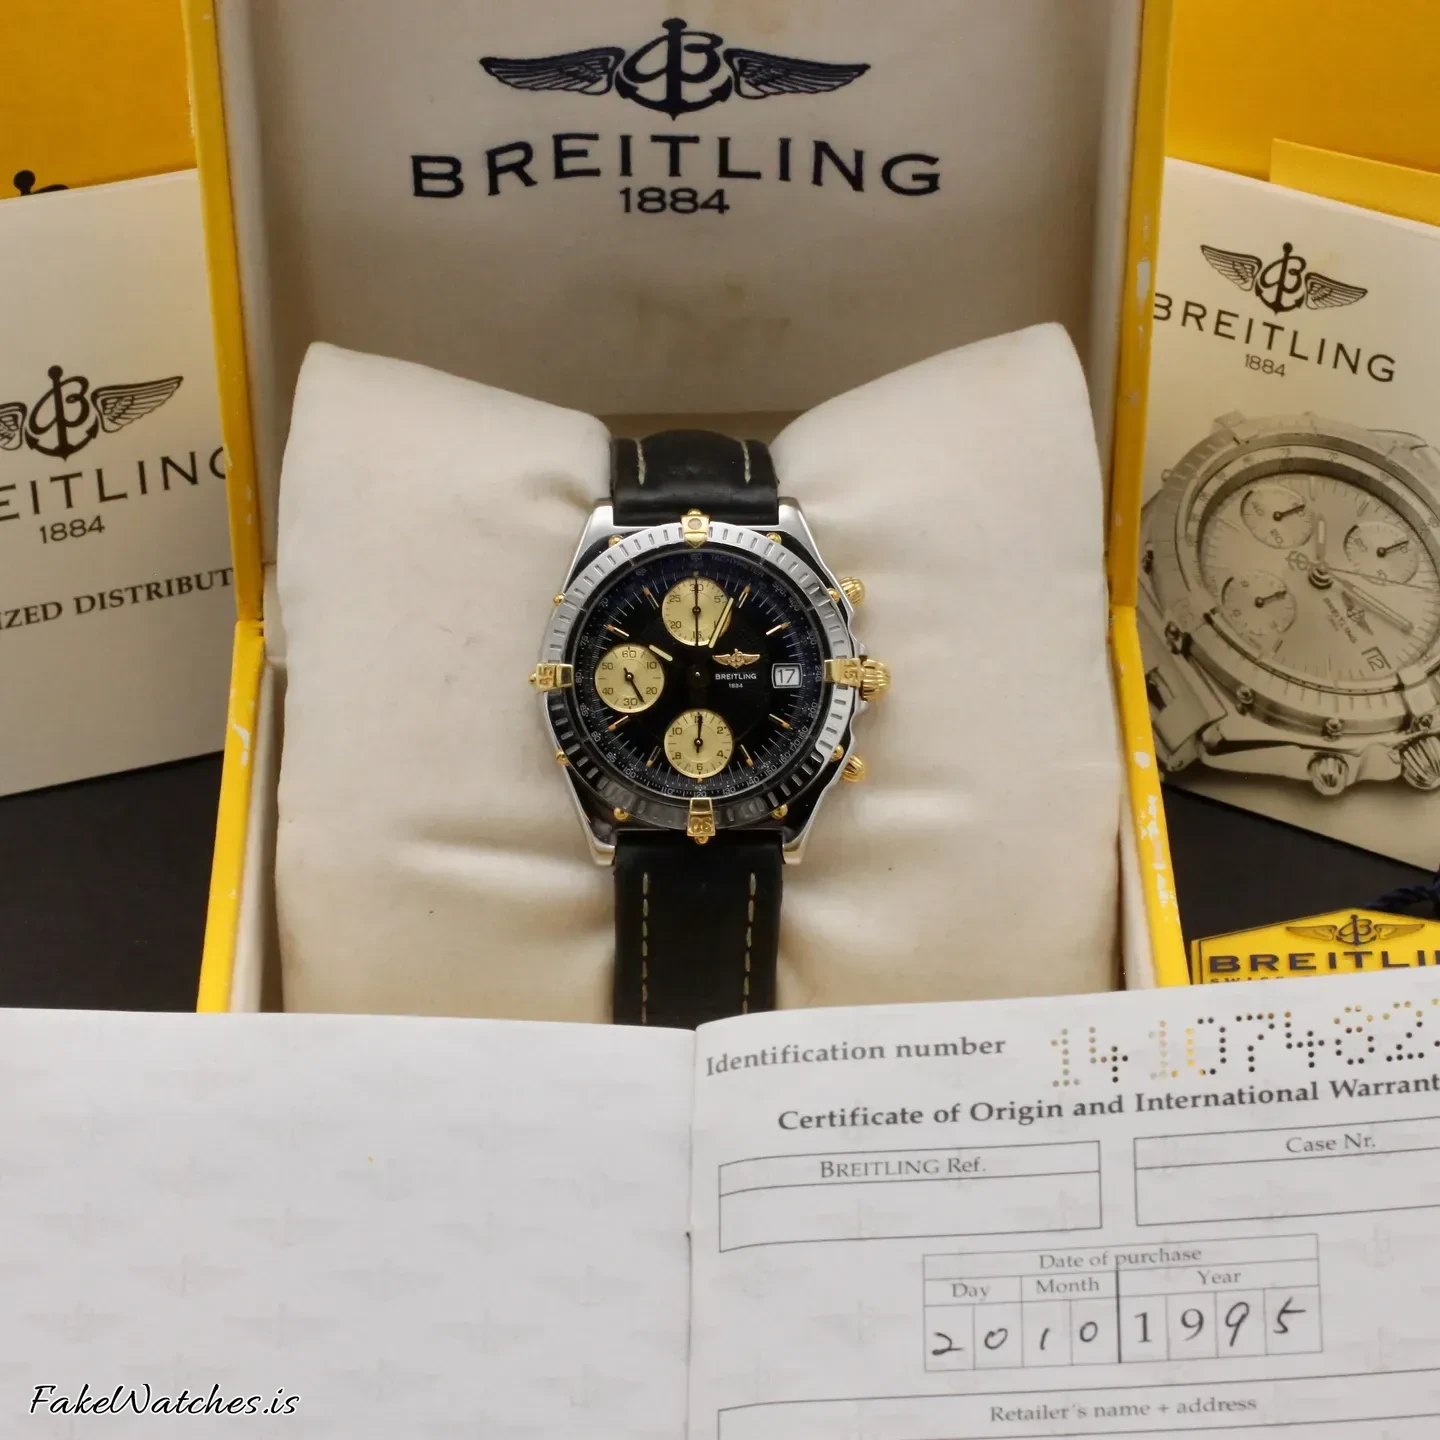 BREITLING
1884
BREITLING
1884
EITLING
1884
IZED DISTRIBUT
BREITLING
1884
17
BREITLI
Identification number
14107482
Certificate of Origin and International Warrant
BREITLING Ref.
Case Nr.
Date of purchase
Day Month Year
2 0 1 0 1 9 9 5
Retailer's name + address
FakeWatches.is